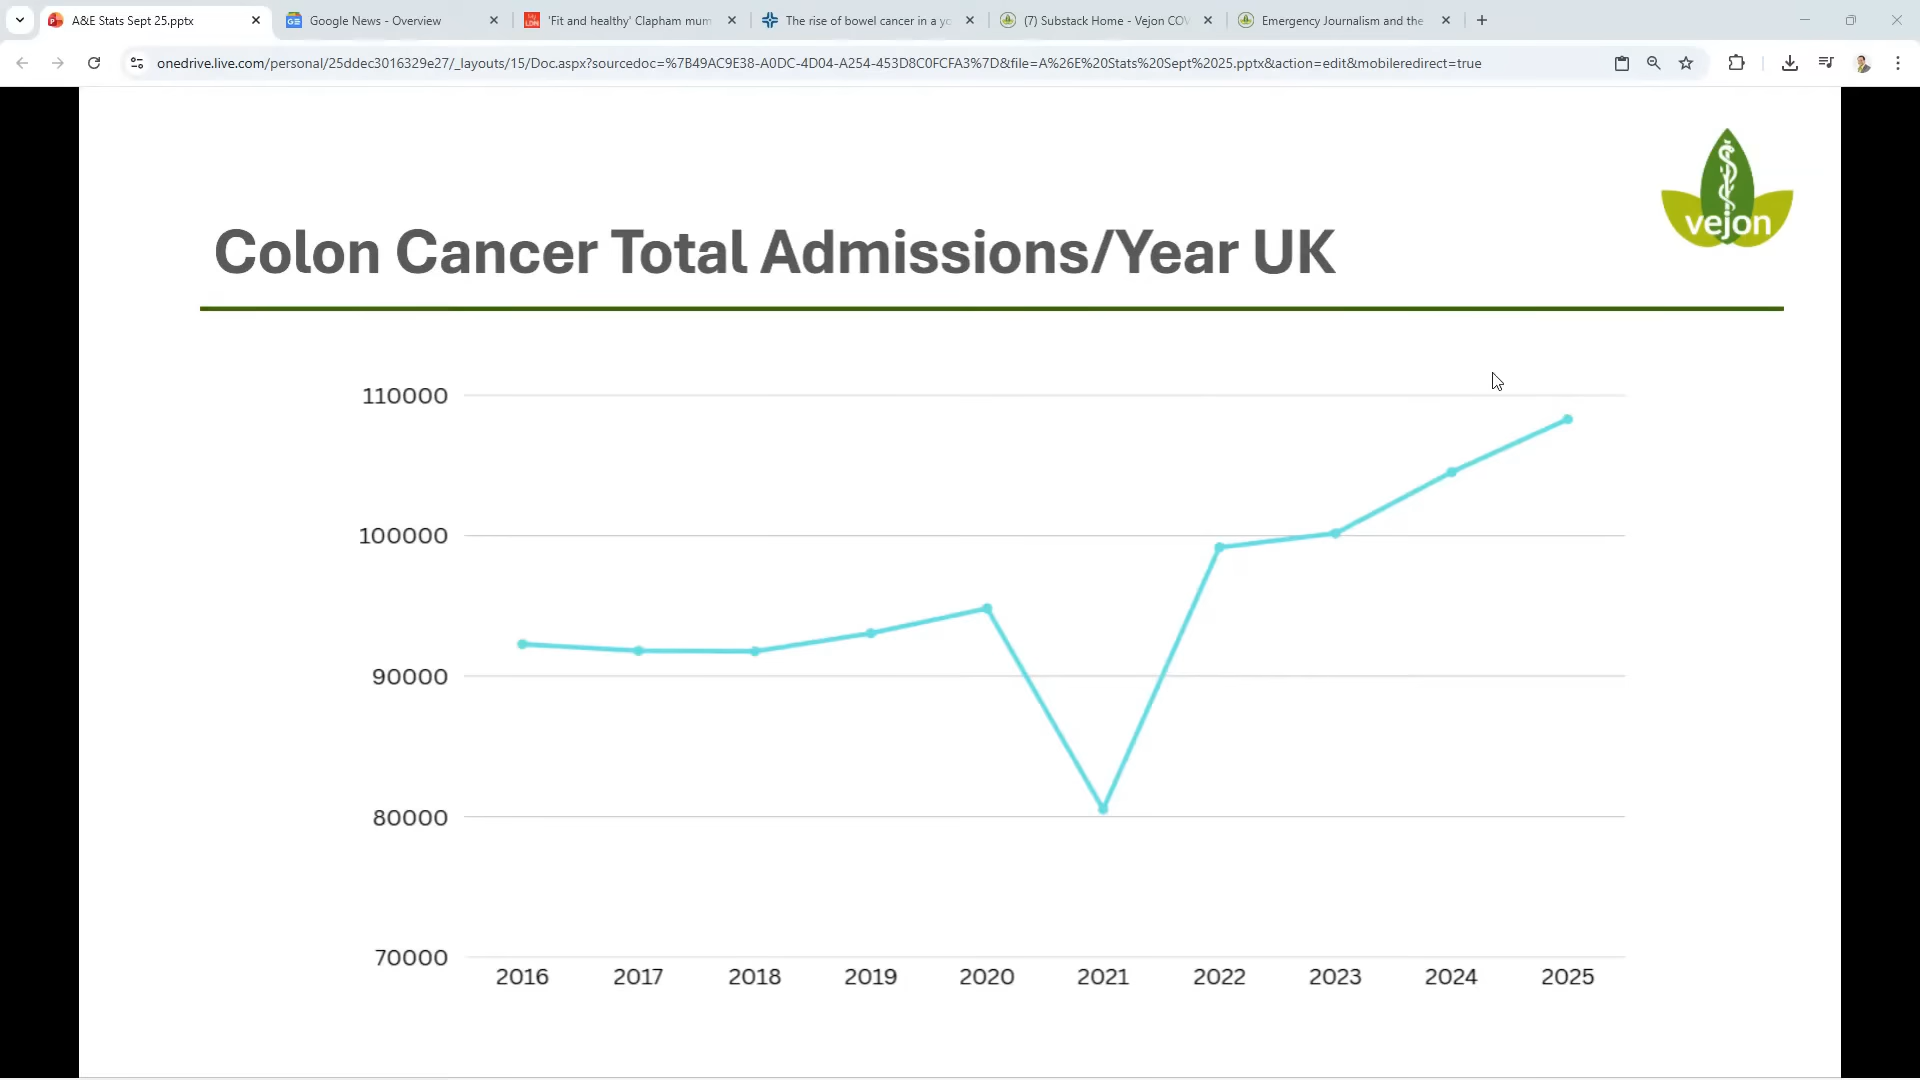 A&E Stats Sept 25.pptx
Google News - Overview
'Fit and healthy' Clapham mum
The rise of bowel cancer in a yo
(7) Substack Home - Vejon COV
Emergency Journalism and the
onedrive.live.com/personal/25ddec3016329e27/_layouts/15/Doc.aspx?sourcedoc=%7B49AC9E38-A0DC-4D04-A254-453D8C0FCFA3%7D&file=A%26E%20Stats%20Sept%2025.pptx&action=edit&mobileredirect=true
vejon
Colon Cancer Total Admissions/Year UK
110000
100000
90000
80000
70000
2016 2017 2018 2019 2020 2021 2022 2023 2024 2025